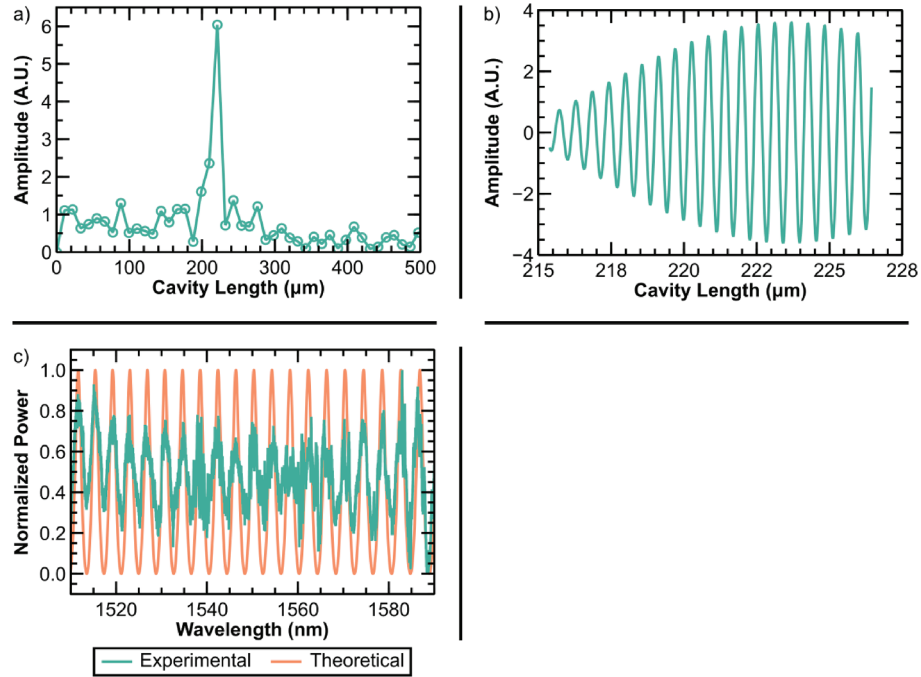 a)
Amplitude (A.U.)
6
5
4
3
2
1
0
0 100 200 300 400 500
Cavity Length (µm)
b)
Amplitude (A.U.)
4
2
0
−2
−4
215 218 220 222 225 228
Cavity Length (µm)
c)
Normalized Power
1.0
0.8
0.6
0.4
0.2
0.0
1520 1540 1560 1580
Wavelength (nm)
Experimental Theoretical